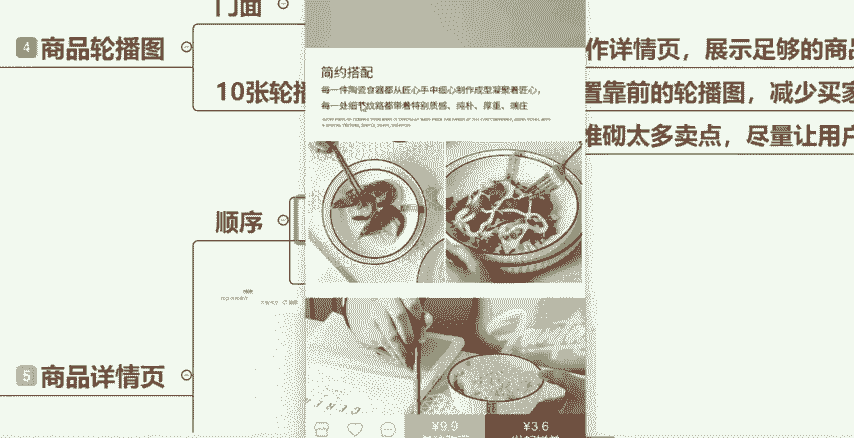 门面
4 商品轮播图
10张轮播
作详情页，展示足够的商品
置靠前的轮播图，减少买家
堆砌太多卖点，尽量让用户
简约搭配
每一件陶瓷食器都从匠心手中细心制作成型凝聚着匠心，
每一处细节纹路都带着特别质感、纯朴、厚重、端庄
顺序
5 商品详情页
¥9.9
¥3.6